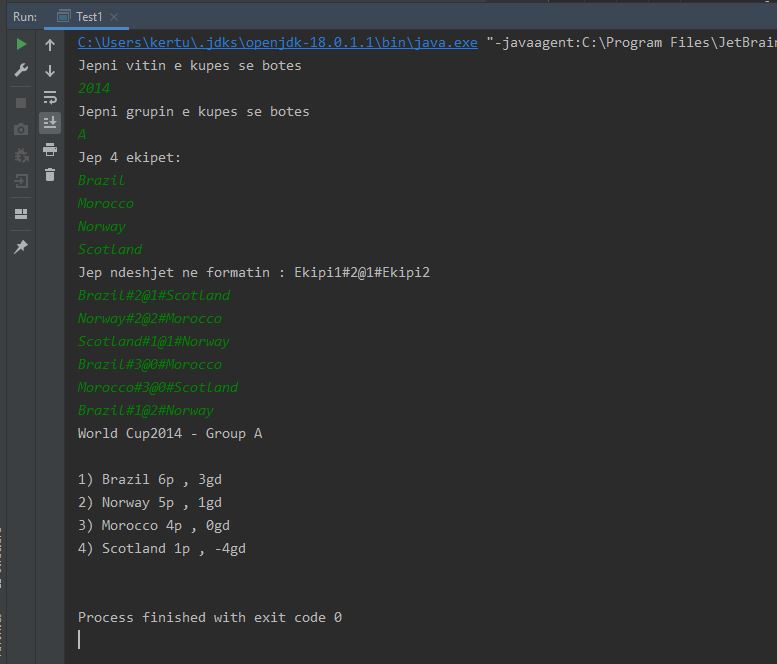 Run: Test1
C:\Users\kertu\.jdks\openjdk-18.0.1.1\bin\java.exe "-javaagent:C:\Program Files\JetBrai
Jepni vitin e kupes se botes
2014
Jepni grupin e kupes se botes
A
Jep 4 ekipet:
Brazil
Morocco
Norway
Scotland
Jep ndeshjet ne formatin : Ekipi1#2@1#Ekipi2
Brazil#2@1#Scotland
Norway#2@2#Morocco
Scotland#1@1#Norway
Brazil#3@0#Morocco
Morocco#3@0#Scotland
Brazil#1@2#Norway
World Cup2014 - Group A
1) Brazil 6p , 3gd
2) Norway 5p , 1gd
3) Morocco 4p , 0gd
4) Scotland 1p , -4gd
Process finished with exit code 0